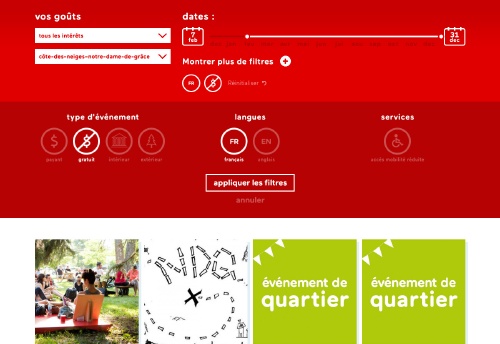 vos goûts
dates :
tous les intérêts
7
fév
31
dec
côte-des-neiges-notre-dame-de-grâce
Montrer plus de filtres
FR
$
Réinitialiser
type d'événement
langues
services
$
$
FR
EN
payant
gratuit
intérieur
extérieur
français
anglais
accès mobilité réduite
appliquer les filtres
annuler
événement de
quartier
événement de
quartier